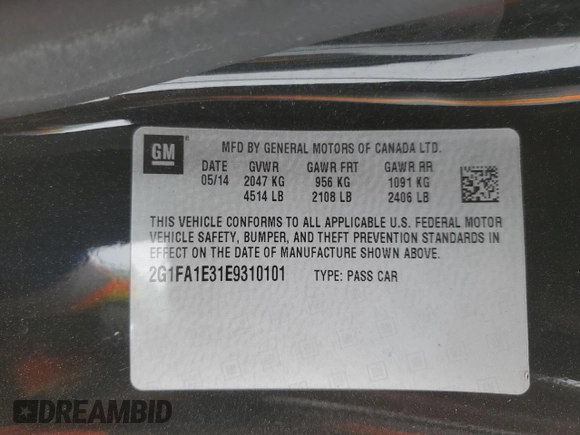 GM
MFD BY GENERAL MOTORS OF CANADA LTD.
DATE GVWR GAWR FRT GAWR RR
05/14 2047 KG 956 KG 1091 KG
4514 LB 2108 LB 2406 LB
THIS VEHICLE CONFORMS TO ALL APPLICABLE U.S. FEDERAL MOTOR
VEHICLE SAFETY, BUMPER, AND THEFT PREVENTION STANDARDS IN
EFFECT ON THE DATE OF MANUFACTURE SHOWN ABOVE.
2G1FA1E31E9310101 TYPE: PASS CAR
DREAMBID